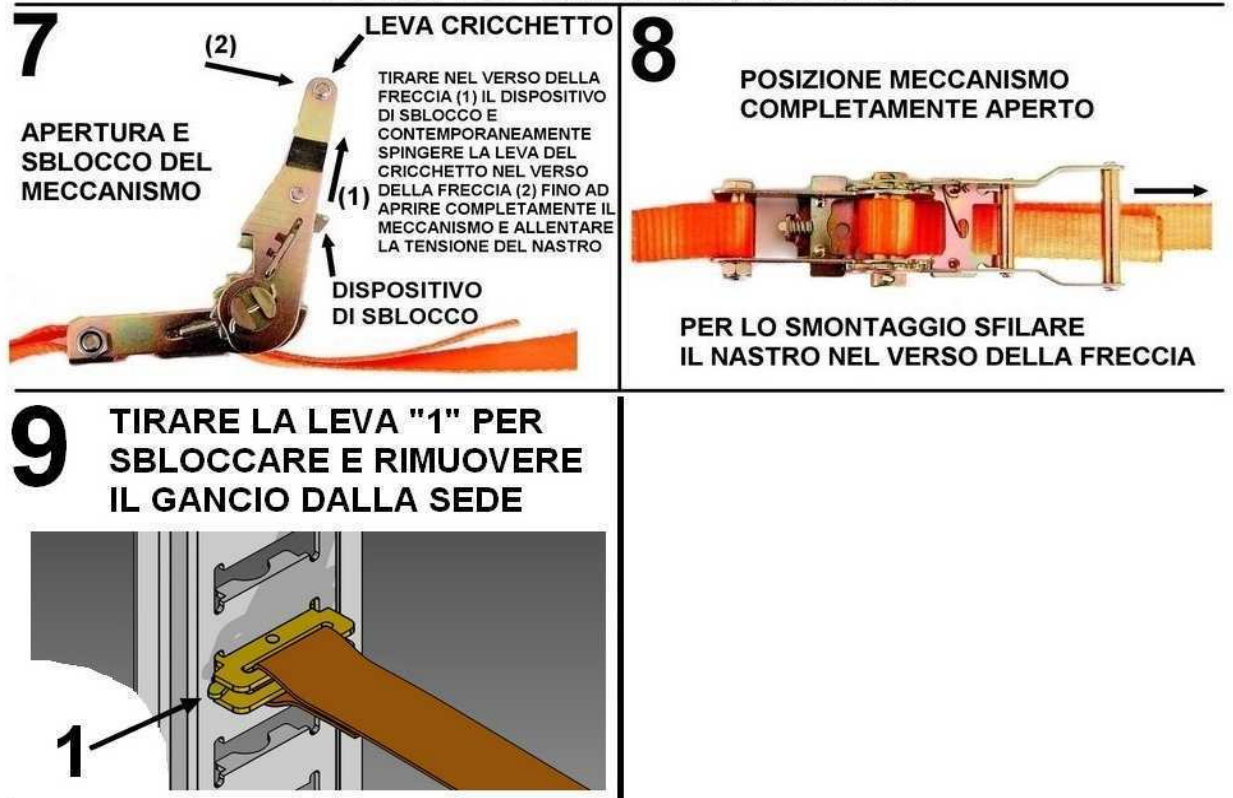 7
(2)
LEVA CRICCHETTO
APERTURA E
SBLOCCO DEL
MECCANISMO
TIRARE NEL VERSO DELLA
FRECCIA (1) IL DISPOSITIVO
DI SBLOCCO E
CONTEMPORANEAMENTE
SPINGERE LA LEVA DEL
CRICCHETTO NEL VERSO
DELLA FRECCIA (2) FINO AD
APRIRE COMPLETAMENTE IL
MECCANISMO E ALLENTARE
LA TENSIONE DEL NASTRO
(1)
DISPOSITIVO
DI SBLOCCO
8
POSIZIONE MECCANISMO
COMPLETAMENTE APERTO
PER LO SMONTAGGIO SFILARE
IL NASTRO NEL VERSO DELLA FRECCIA
9
TIRARE LA LEVA "1" PER
SBLOCCARE E RIMUOVERE
IL GANCIO DALLA SEDE
1